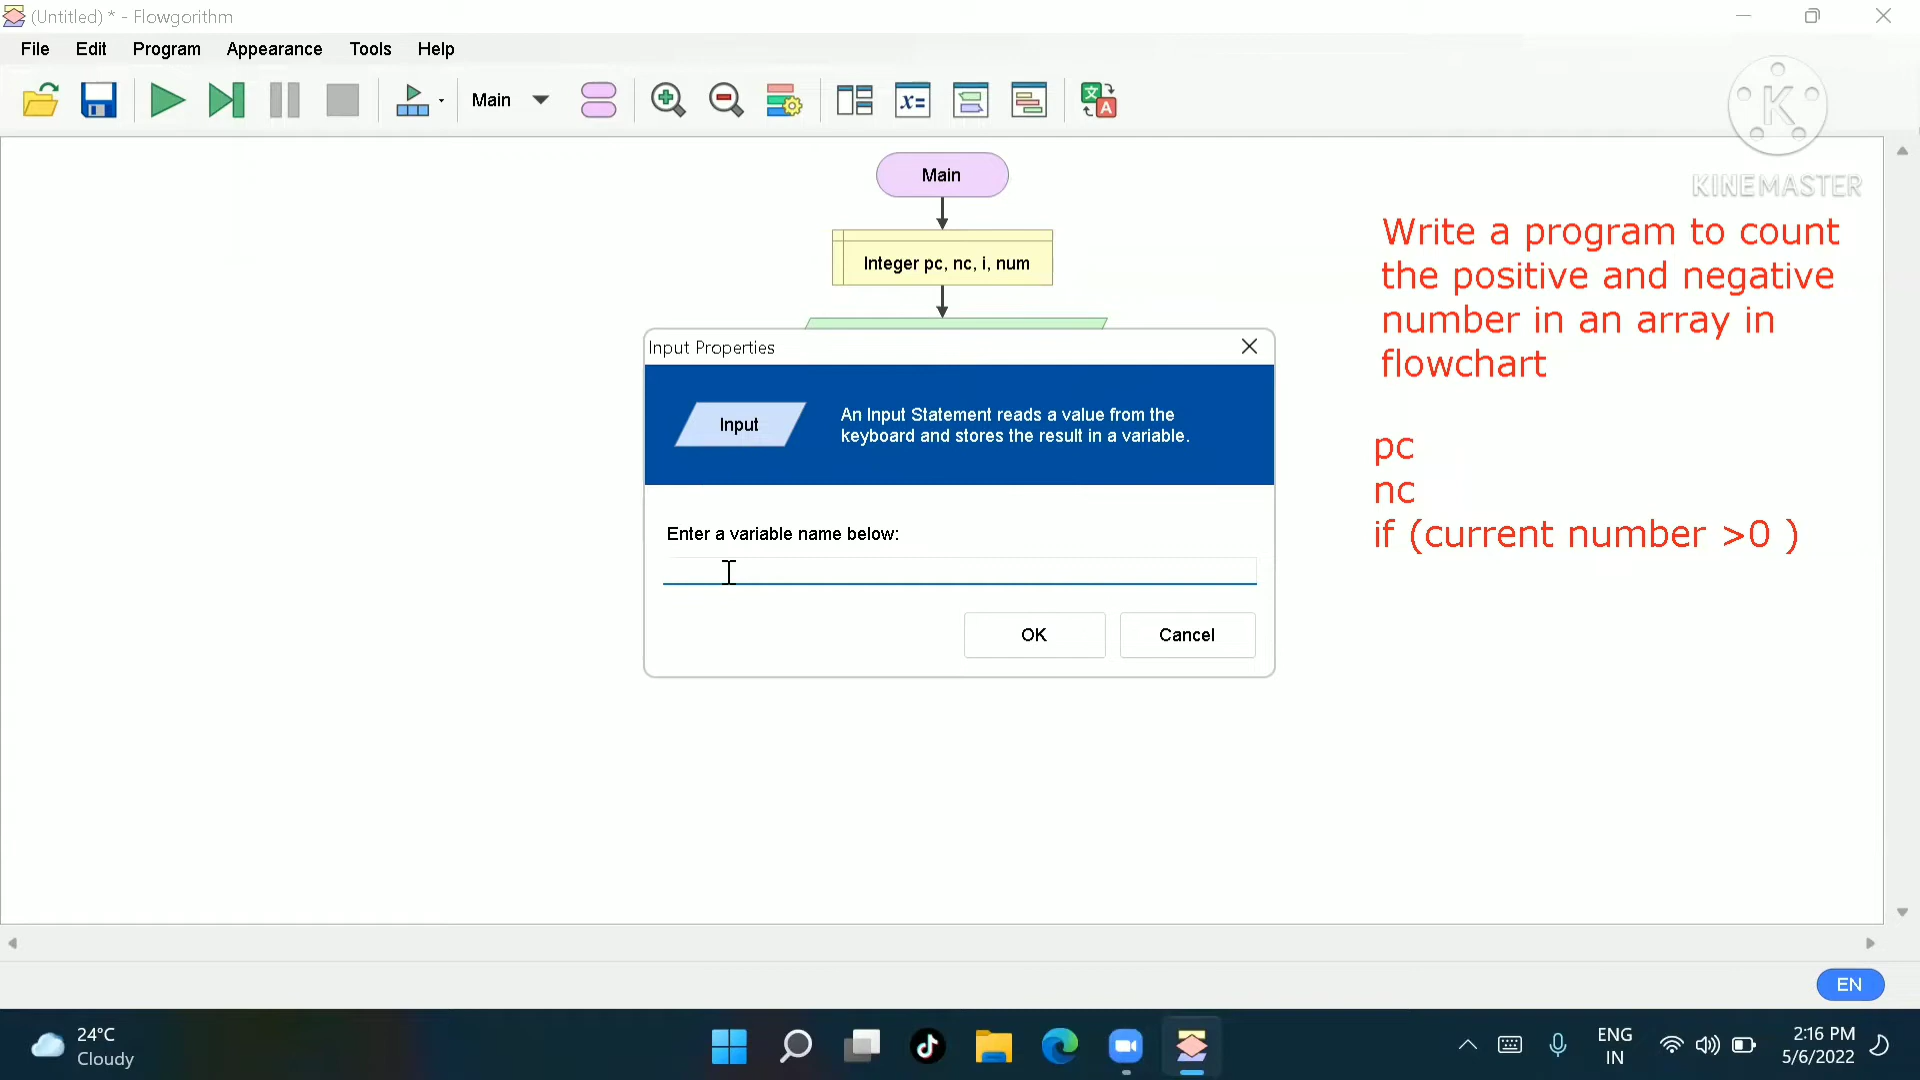 (Untitled) * - Flowgorithm
File Edit Program Appearance Tools Help
Main
K
KINEMASTER
Main
Integer pc, nc, i, num
Write a program to count
the positive and negative
number in an array in
flowchart
pc
nc
if (current number >0 )
Input Properties
Input
An Input Statement reads a value from the
keyboard and stores the result in a variable.
Enter a variable name below:
OK Cancel
EN
24°C
Cloudy
ENG
IN
2:16 PM
5/6/2022